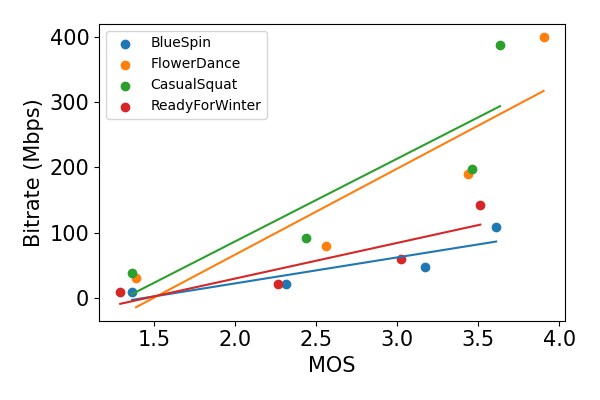 BlueSpin
FlowerDance
CasualSquat
ReadyForWinter
Bitrate (Mbps)
400
300
200
100
0
1.5 2.0 2.5 3.0 3.5 4.0
MOS